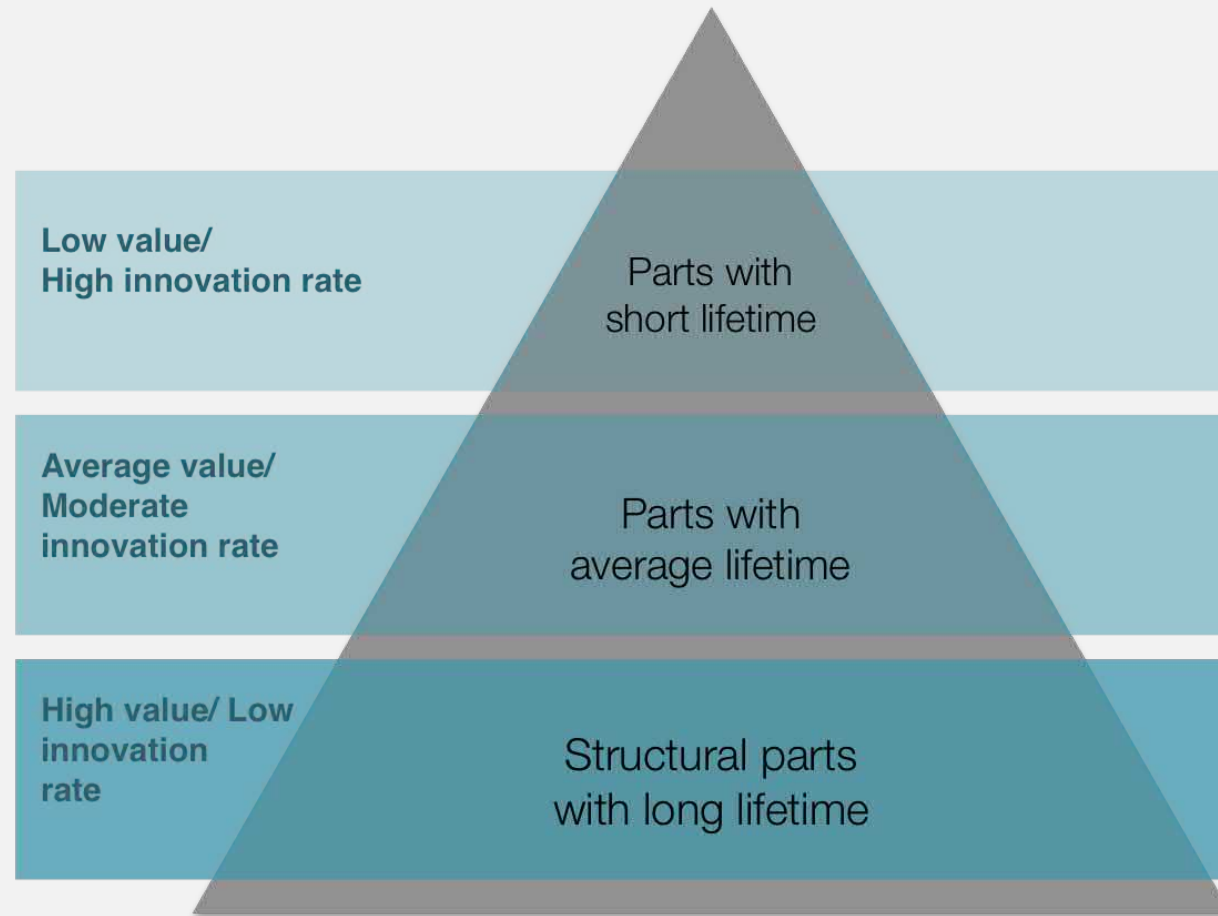 Low value/
High innovation rate
Parts with
short lifetime
Average value/
Moderate
innovation rate
Parts with
average lifetime
High value/ Low
innovation
rate
Structural parts
with long lifetime